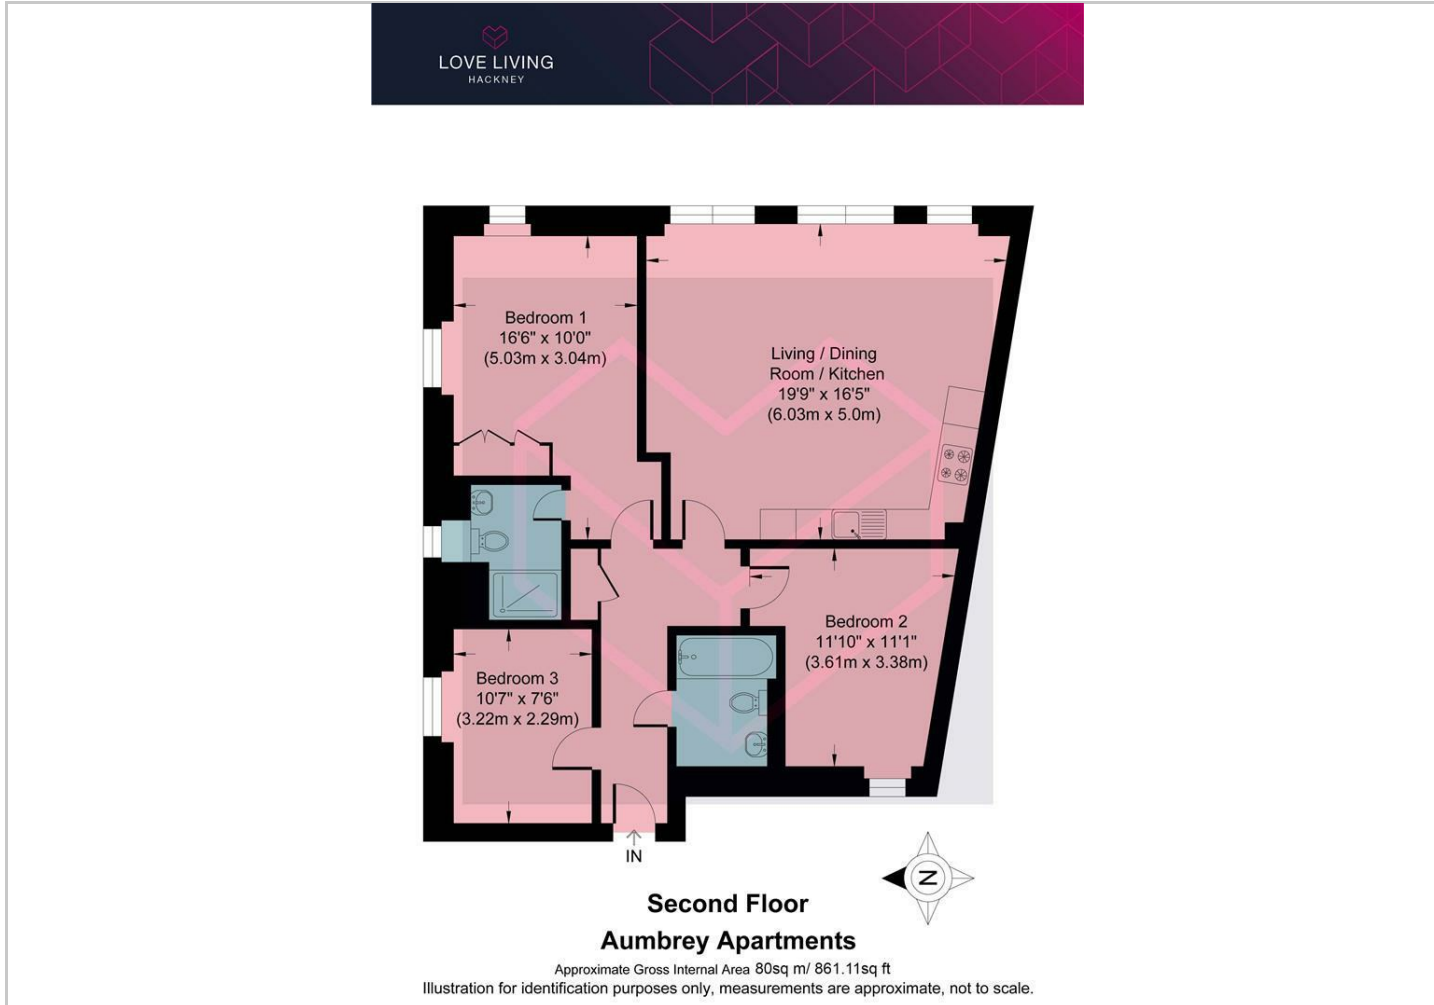 LOVE LIVING
HACKNEY
Bedroom 1
16'6" x 10'0"
(5.03m x 3.04m)
Living / Dining
Room / Kitchen
19'9" x 16'5"
(6.03m x 5.0m)
Bedroom 2
11'10" x 11'1"
(3.61m x 3.38m)
Bedroom 3
10'7" x 7'6"
(3.22m x 2.29m)
IN
N
Second Floor
Aumbrey Apartments
Approximate Gross Internal Area 80sq m/ 861.11sq ft
Illustration for identification purposes only, measurements are approximate, not to scale.